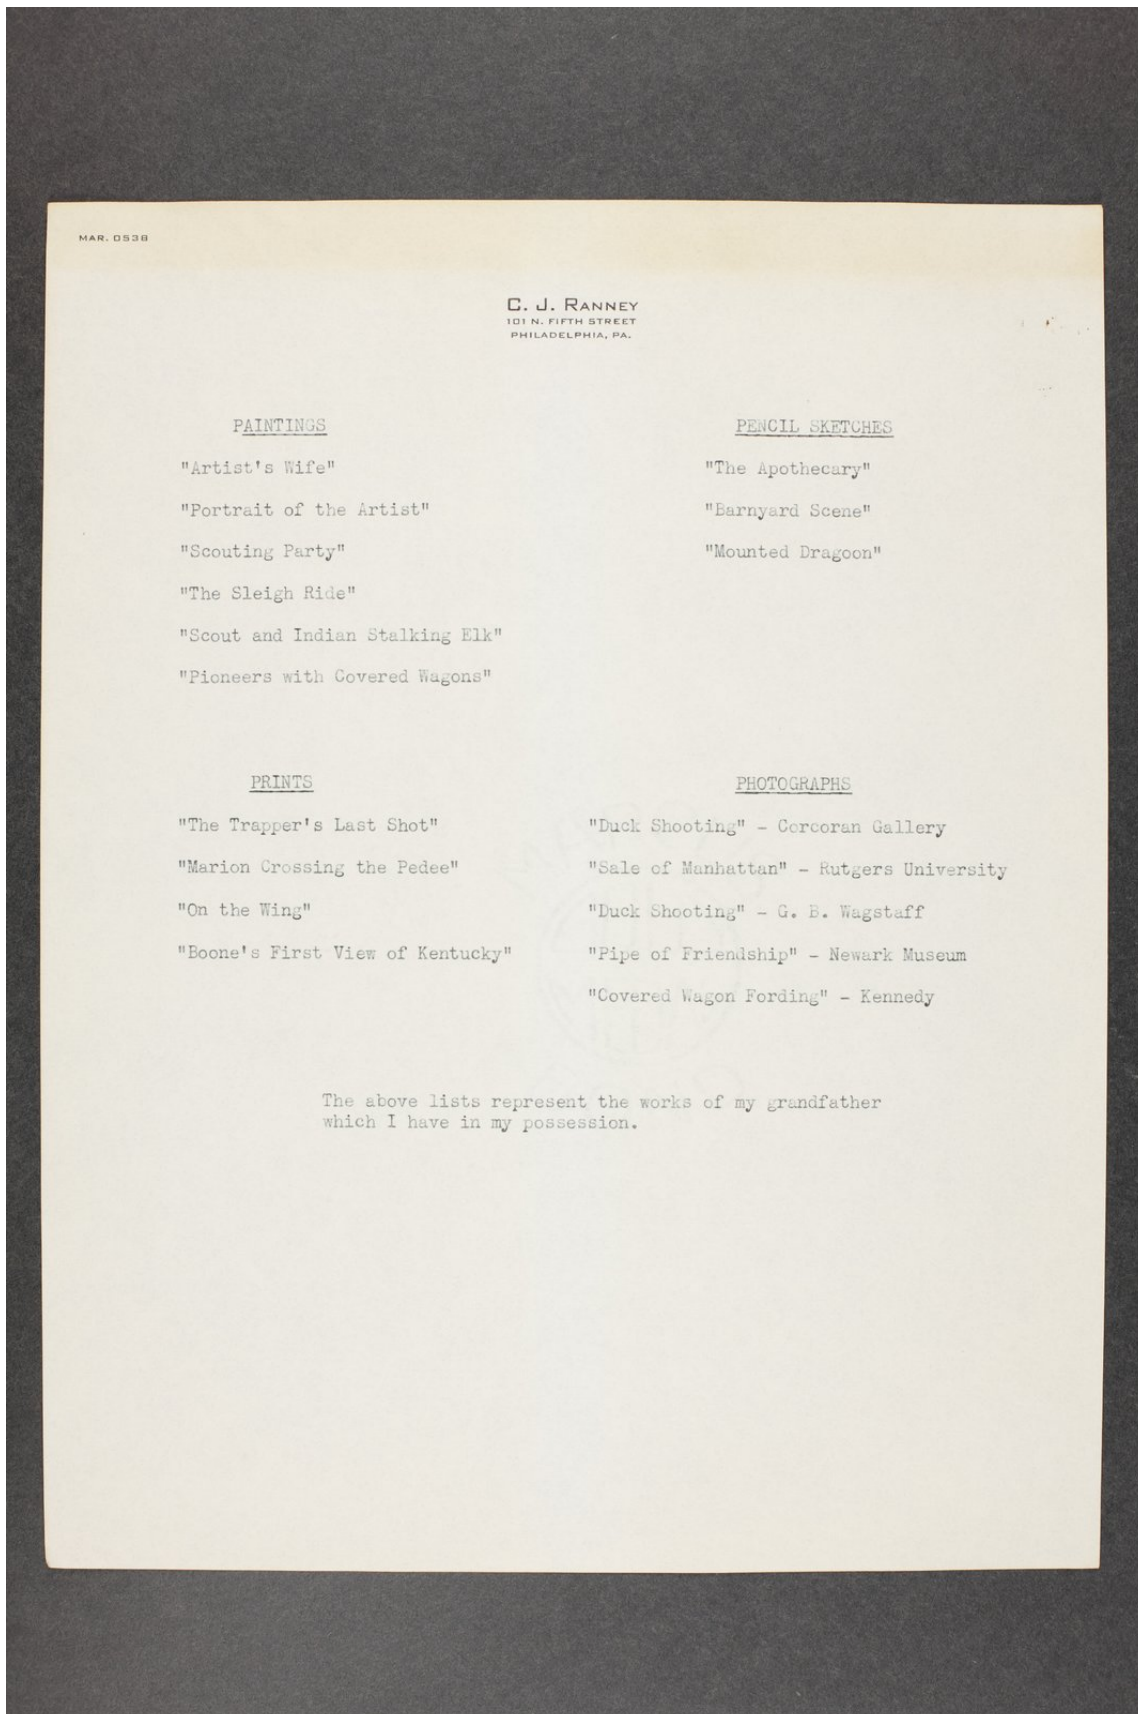 MAR. 0538
C. J. RANNEY
101 N. FIFTH STREET
PHILADELPHIA, PA.
PAINTINGS
"Artist's Wife"
"Portrait of the Artist"
"Scouting Party"
"The Sleigh Ride"
"Scout and Indian Stalking Elk"
"Pioneers with Covered Wagons"
PENCIL SKETCHES
"The Apothecary"
"Barnyard Scene"
"Mounted Dragoon"
PRINTS
"The Trapper's Last Shot"
"Marion Crossing the Pedee"
"On the Wing"
"Boone's First View of Kentucky"
PHOTOGRAPHS
"Duck Shooting" - Corcoran Gallery
"Sale of Manhattan" - Rutgers University
"Duck Shooting" - G. B. Wagstaff
"Pipe of Friendship" - Newark Museum
"Covered Wagon Fording" - Kennedy
The above lists represent the works of my grandfather
which I have in my possession.